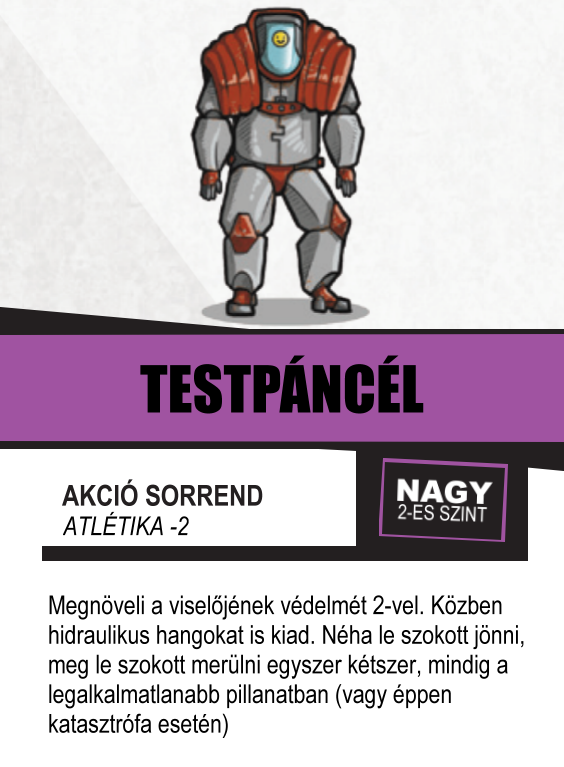 TESTPÁNCÉL
AKCIÓ SORREND
ATLÉTIKA -2
NAGY
2-ES SZINT
Megnöveli a viselőjének védelmét 2-vel. Közben
hidraulikus hangokat is kiad. Néha le szokott jönni,
meg le szokott merülni egyszer kétszer, mindig a
legalkalmatlanabb pillanatban (vagy éppen
katasztrófa esetén)